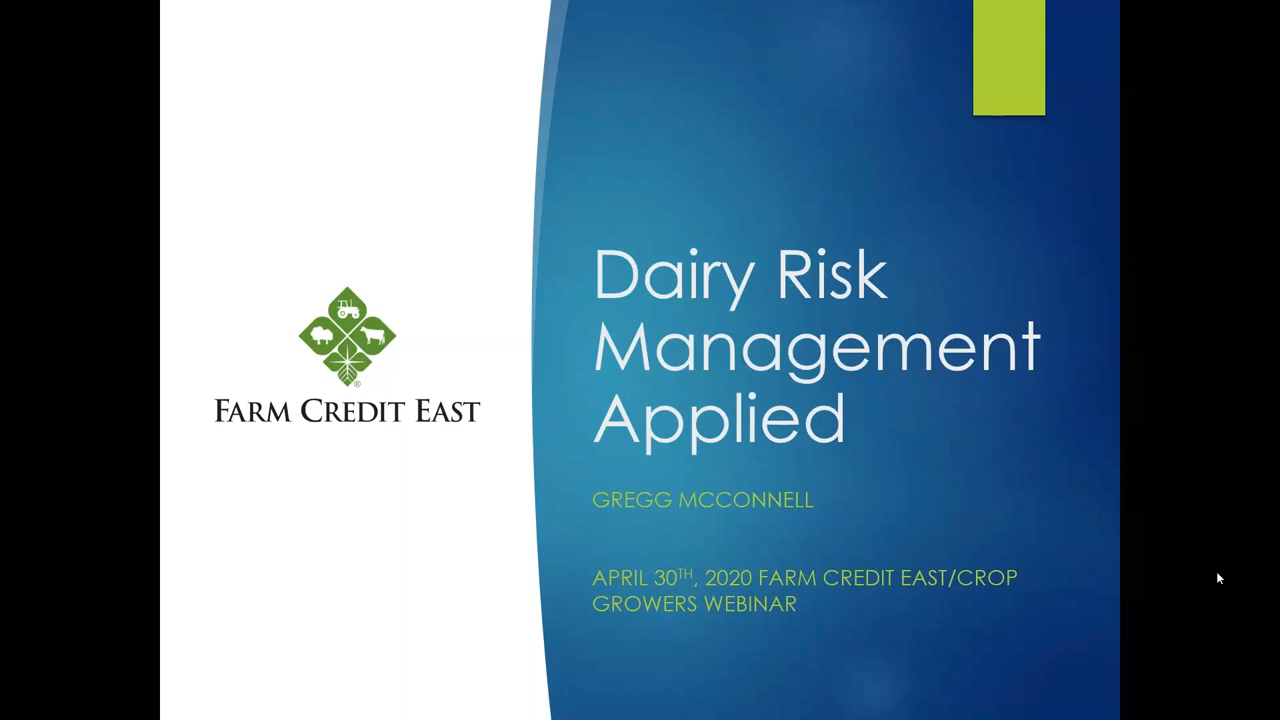 Dairy Risk
Management
Applied
FARM CREDIT EAST
®
GREGG MCCONNELL
APRIL 30TH, 2020 FARM CREDIT EAST/CROP
GROWERS WEBINAR